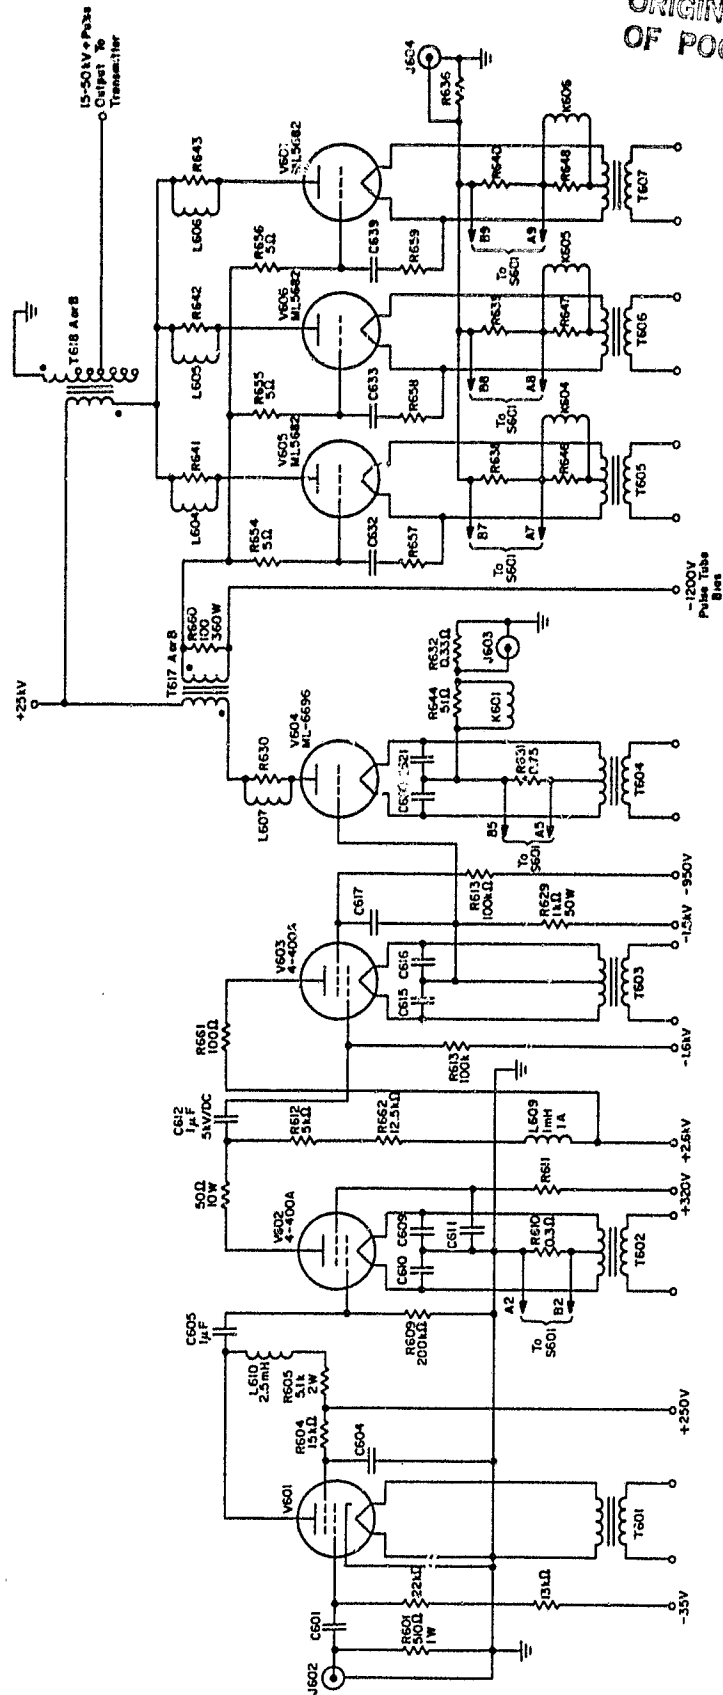 ORIGIN
OF PO
15-50kV + Pulse
Output To
Transmitter
+25kV
T618 A or B
T617 A or B
R660
100
360W
L604
R641
L605
R642
L606
R643
R654
5Ω
R655
5Ω
R656
5Ω
V605
ML5682
V606
ML5682
V607
ML5682
C632
R657
C633
R658
C639
R659
J604
R636
B7
A7
To
S601
R638
R646
K604
T605
B8
A8
To
S601
R647
K605
T606
B9
A9
To
S601
R640
R648
K606
T607
-1200V
Pulse Tube
Bias
L607
R630
V604
ML-6696
C621
R644
51Ω
K601
R632
0.33Ω
J603
B5
A5
To
S601
R631
0.75
T604
R661
100Ω
V603
4-400A
C617
C615
C616
R613
100kΩ
R629
1kΩ
50W
R613
100k
T603
-950V
-1.5kV
-1.6kV
C612
1μF
5kV/DC
50Ω
10W
R612
5kΩ
R662
12.5kΩ
L609
1mH
1A
+2.6kV
V602
4-400A
C610
C609
C611
R611
R610
0.3Ω
A2
B2
To
S601
T602
+320V
C605
1μF
R609
200kΩ
L610
2.5mH
R605
5.1k
2W
R604
15kΩ
C604
+250V
V601
T601
C601
22kΩ
13kΩ
-35V
R601
510Ω
1W
J602